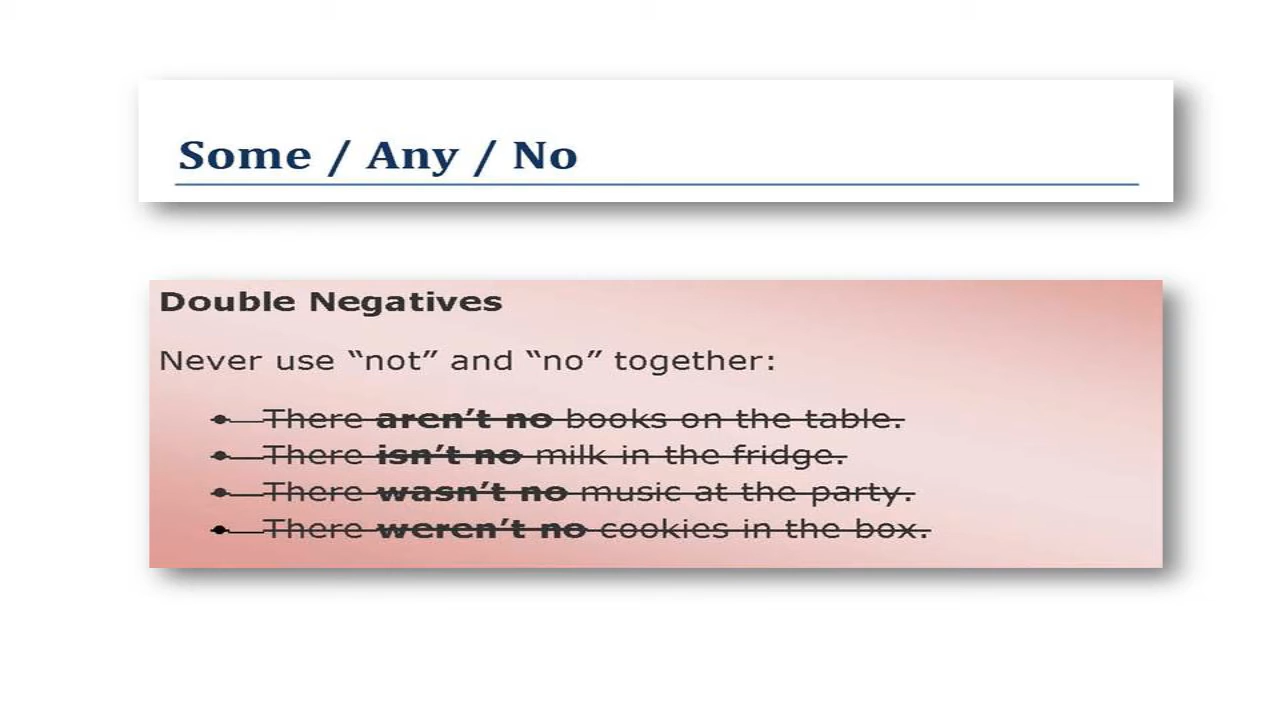 Some / Any / No
Double Negatives
Never use “not” and “no” together:
• There aren’t no books on the table.
• There isn’t no milk in the fridge.
• There wasn’t no music at the party.
• There weren’t no cookies in the box.